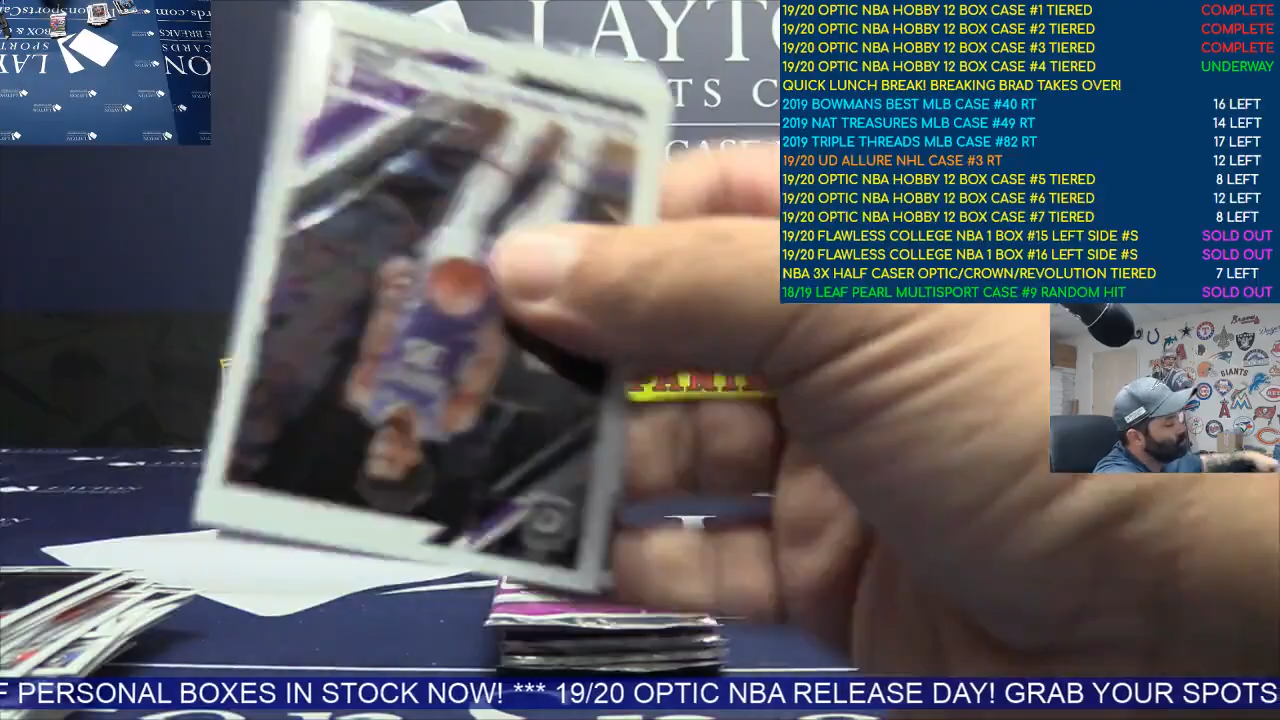 19/20 OPTIC NBA HOBBY 12 BOX CASE #1 TIERED COMPLETE
19/20 OPTIC NBA HOBBY 12 BOX CASE #2 TIERED COMPLETE
19/20 OPTIC NBA HOBBY 12 BOX CASE #3 TIERED COMPLETE
19/20 OPTIC NBA HOBBY 12 BOX CASE #4 TIERED UNDERWAY
QUICK LUNCH BREAK! BREAKING BRAD TAKES OVER!
2019 BOWMANS BEST MLB CASE #40 RT 16 LEFT
2019 NAT TREASURES MLB CASE #49 RT 14 LEFT
2019 TRIPLE THREADS MLB CASE #82 RT 17 LEFT
19/20 UD ALLURE NHL CASE #3 RT 12 LEFT
19/20 OPTIC NBA HOBBY 12 BOX CASE #5 TIERED 8 LEFT
19/20 OPTIC NBA HOBBY 12 BOX CASE #6 TIERED 12 LEFT
19/20 OPTIC NBA HOBBY 12 BOX CASE #7 TIERED 8 LEFT
19/20 FLAWLESS COLLEGE NBA 1 BOX #15 LEFT SIDE #S SOLD OUT
19/20 FLAWLESS COLLEGE NBA 1 BOX #16 LEFT SIDE #S SOLD OUT
NBA 3X HALF CASER OPTIC/CROWN/REVOLUTION TIERED 7 LEFT
18/19 LEAF PEARL MULTISPORT CASE #9 RANDOM HIT SOLD OUT
LAYTO
TS C
CASE
PANI
GIANTS
F PERSONAL BOXES IN STOCK NOW! *** 19/20 OPTIC NBA RELEASE DAY! GRAB YOUR SPOTS